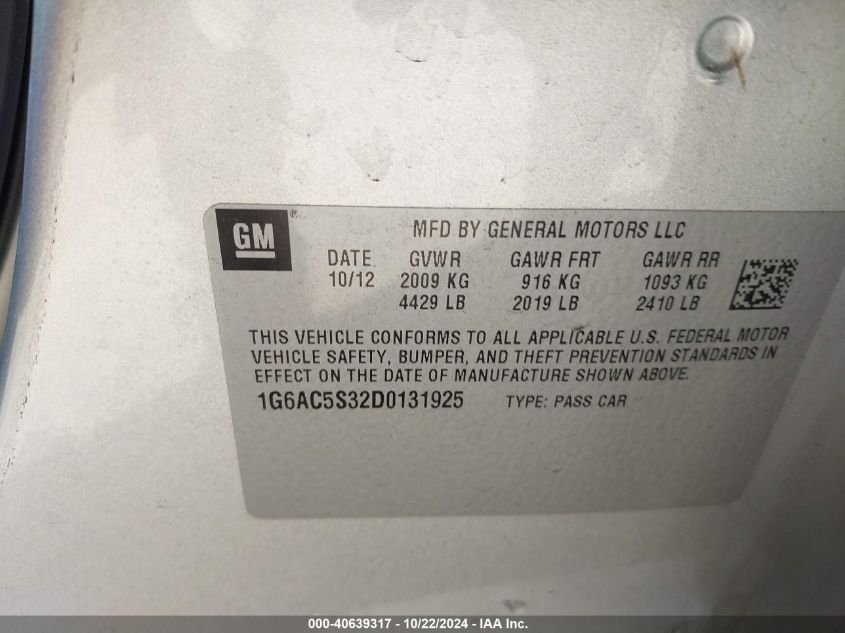 GM®
MFD BY GENERAL MOTORS LLC
DATE GVWR GAWR FRT GAWR RR
10/12 2009 KG 916 KG 1093 KG
4429 LB 2019 LB 2410 LB
THIS VEHICLE CONFORMS TO ALL APPLICABLE U.S. FEDERAL MOTOR
VEHICLE SAFETY, BUMPER, AND THEFT PREVENTION STANDARDS IN
EFFECT ON THE DATE OF MANUFACTURE SHOWN ABOVE.
1G6AC5S32D0131925 TYPE: PASS CAR
000-40639317 - 10/22/2024 - IAA Inc.